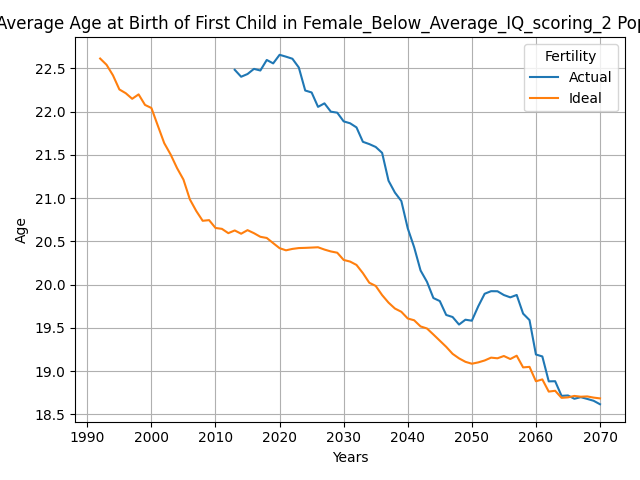 Average Age at Birth of First Child in Female_Below_Average_IQ_scoring_2
Fertility
Actual
Ideal
22.5
22.0
21.5
21.0
20.5
20.0
19.5
19.0
18.5
Age
1990 2000 2010 2020 2030 2040 2050 2060 2070
Years